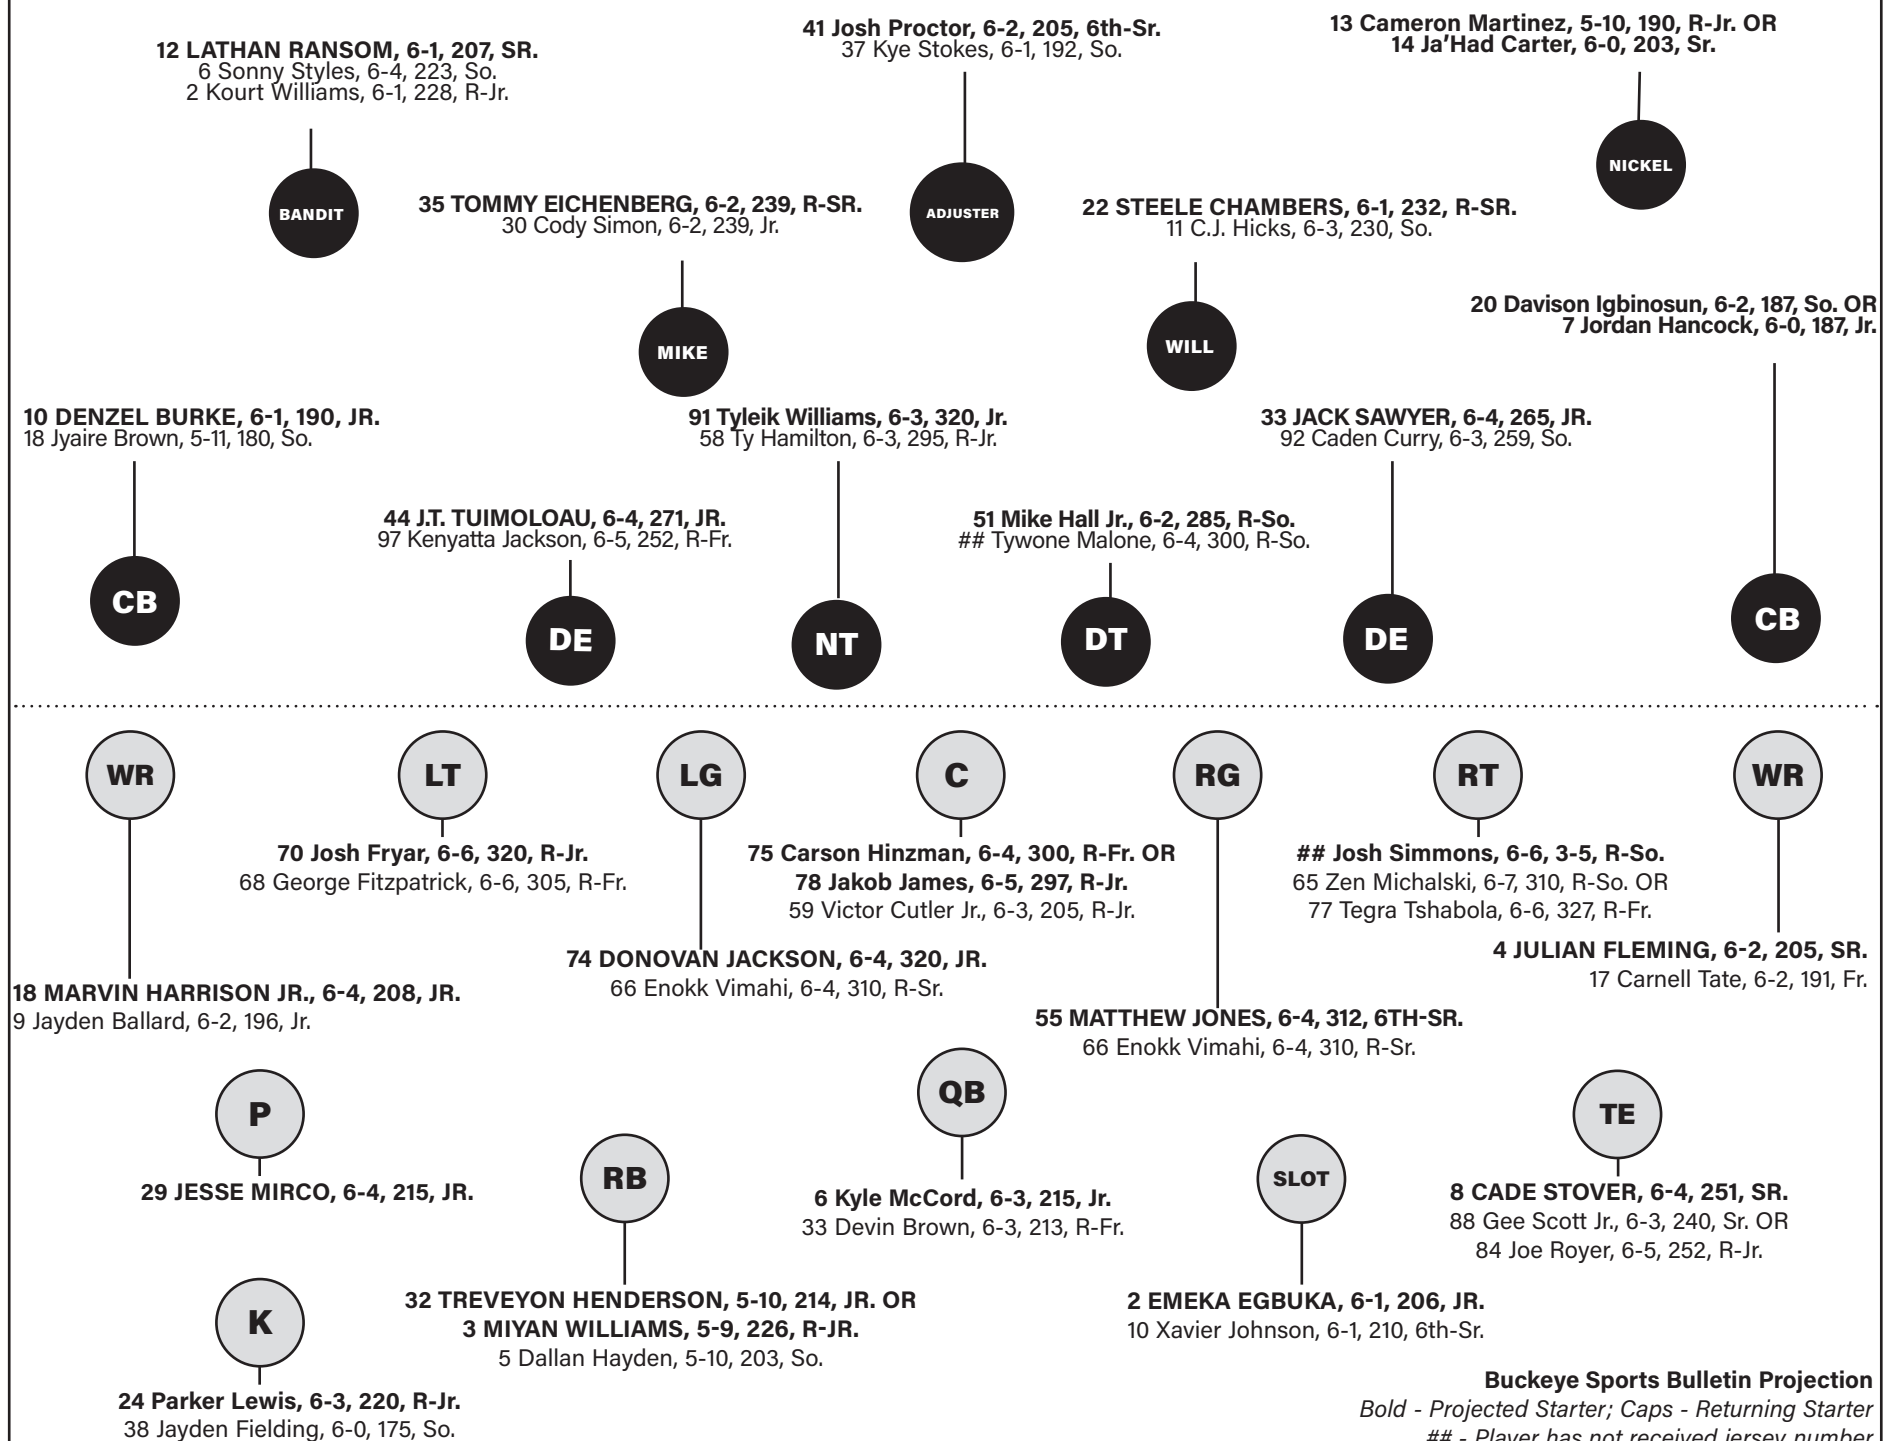 41 Josh Proctor, 6-2, 205, 6th-Sr.
37 Kye Stokes, 6-1, 192, So.
13 Cameron Martinez, 5-10, 190, R-Jr. OR
14 Ja'Had Carter, 6-0, 203, Sr.
12 LATHAN RANSOM, 6-1, 207, SR.
6 Sonny Styles, 6-4, 223, So.
2 Kourt Williams, 6-1, 228, R-Jr.
NICKEL
BANDIT
35 TOMMY EICHENBERG, 6-2, 239, R-SR.
30 Cody Simon, 6-2, 239, Jr.
ADJUSTER
22 STEELE CHAMBERS, 6-1, 232, R-SR.
11 C.J. Hicks, 6-3, 230, So.
20 Davison Igbinosun, 6-2, 187, So. OR
7 Jordan Hancock, 6-0, 187, Jr.
MIKE
WILL
10 DENZEL BURKE, 6-1, 190, JR.
18 Jyaire Brown, 5-11, 180, So.
91 Tyleik Williams, 6-3, 320, Jr.
58 Ty Hamilton, 6-3, 295, R-Jr.
33 JACK SAWYER, 6-4, 265, JR.
92 Caden Curry, 6-3, 259, So.
44 J.T. TUIMOLOAU, 6-4, 271, JR.
97 Kenyatta Jackson, 6-5, 252, R-Fr.
51 Mike Hall Jr., 6-2, 285, R-So.
## Tywone Malone, 6-4, 300, R-So.
CB
DE
NT
DT
DE
CB
WR
LT
LG
C
RG
RT
WR
70 Josh Fryar, 6-6, 320, R-Jr.
68 George Fitzpatrick, 6-6, 305, R-Fr.
75 Carson Hinzman, 6-4, 300, R-Fr. OR
78 Jakob James, 6-5, 297, R-Jr.
59 Victor Cutler Jr., 6-3, 205, R-Jr.
## Josh Simmons, 6-6, 3-5, R-So.
65 Zen Michalski, 6-7, 310, R-So. OR
77 Tegra Tshabola, 6-6, 327, R-Fr.
74 DONOVAN JACKSON, 6-4, 320, JR.
66 Enokk Vimahi, 6-4, 310, R-Sr.
4 JULIAN FLEMING, 6-2, 205, SR.
17 Carnell Tate, 6-2, 191, Fr.
18 MARVIN HARRISON JR., 6-4, 208, JR.
9 Jayden Ballard, 6-2, 196, Jr.
55 MATTHEW JONES, 6-4, 312, 6TH-SR.
66 Enokk Vimahi, 6-4, 310, R-Sr.
P
QB
TE
29 JESSE MIRCO, 6-4, 215, JR.
RB
6 Kyle McCord, 6-3, 215, Jr.
33 Devin Brown, 6-3, 213, R-Fr.
SLOT
8 CADE STOVER, 6-4, 251, SR.
88 Gee Scott Jr., 6-3, 240, Sr. OR
84 Joe Royer, 6-5, 252, R-Jr.
K
32 TREVEYON HENDERSON, 5-10, 214, JR. OR
3 MIYAN WILLIAMS, 5-9, 226, R-JR.
5 Dallan Hayden, 5-10, 203, So.
2 EMEKA EGBUKA, 6-1, 206, JR.
10 Xavier Johnson, 6-1, 210, 6th-Sr.
24 Parker Lewis, 6-3, 220, R-Jr.
38 Jayden Fielding, 6-0, 175, So.
Buckeye Sports Bulletin Projection
Bold - Projected Starter; Caps - Returning Starter
## - Player has not received jersey number